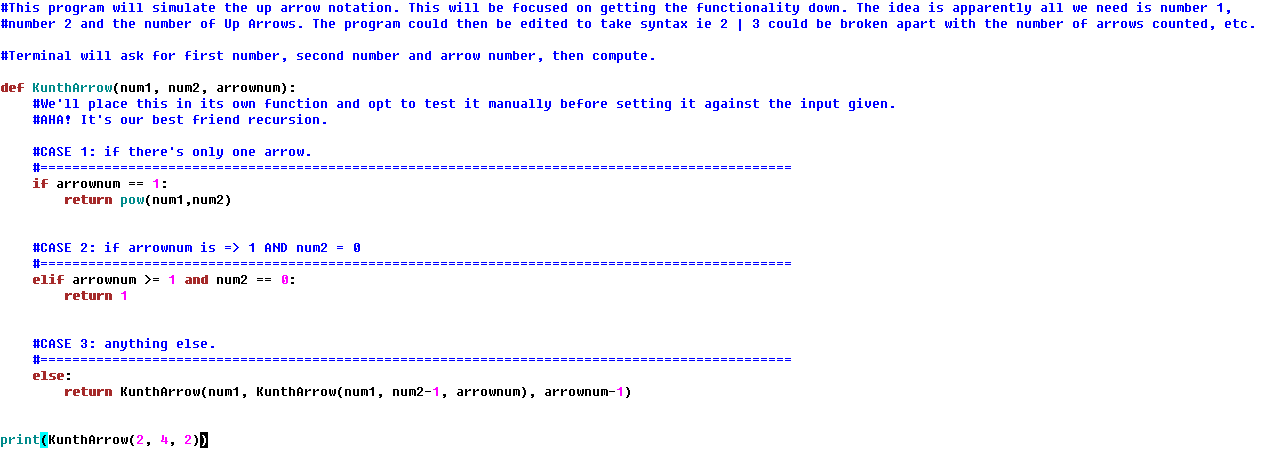 #This program will simulate the up arrow notation. This will be focused on getting the functionality down. The idea is apparently all we need is number 1,
#number 2 and the number of Up Arrows. The program could then be edited to take syntax ie 2 | 3 could be broken apart with the number of arrows counted, etc.
#Terminal will ask for first number, second number and arrow number, then compute.
def KunthArrow(num1, num2, arrownum):
    #We'll place this in its own function and opt to test it manually before setting it against the input given.
    #AHA! It's our best friend recursion.
    #CASE 1: if there's only one arrow.
    #==============================================================================================
    if arrownum == 1:
        return pow(num1,num2)
    #CASE 2: if arrownum is => 1 AND num2 = 0
    #==============================================================================================
    elif arrownum >= 1 and num2 == 0:
        return 1
    #CASE 3: anything else.
    #==============================================================================================
    else:
        return KunthArrow(num1, KunthArrow(num1, num2-1, arrownum), arrownum-1)
print(KunthArrow(2, 4, 2))